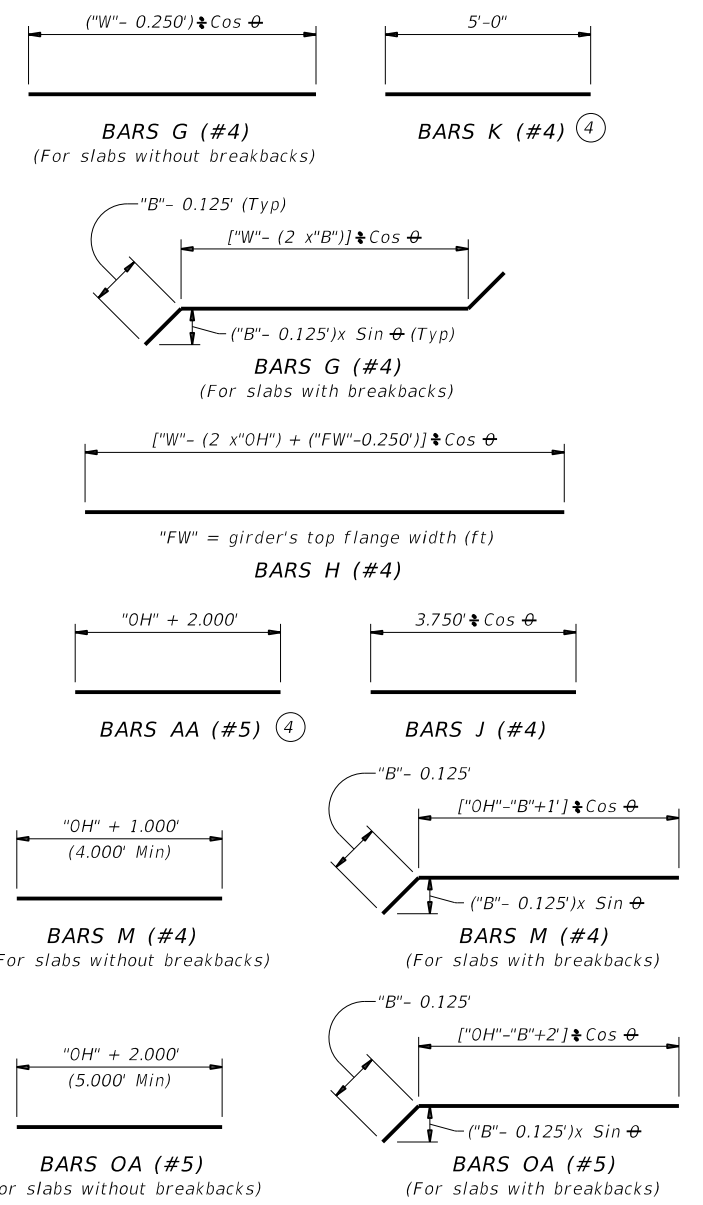 ("W"– 0.250') ÷ Cos θ
5'-0"
BARS G (#4)
BARS K (#4) 4
(For slabs without breakbacks)
"B"– 0.125' (Typ)
["W"– (2 x"B")] ÷ Cos θ
("B"– 0.125')x Sin θ (Typ)
BARS G (#4)
(For slabs with breakbacks)
["W"– (2 x"OH") + ("FW"–0.250')] ÷ Cos θ
"FW" = girder's top flange width (ft)
BARS H (#4)
"OH" + 2.000'
3.750' ÷ Cos θ
BARS AA (#5) 4
BARS J (#4)
"B"– 0.125'
["OH"–"B"+1'] ÷ Cos θ
"OH" + 1.000'
(4.000' Min)
("B"– 0.125')x Sin θ
BARS M (#4)
For slabs without breakbacks)
BARS M (#4)
(For slabs with breakbacks)
"B"– 0.125'
["OH"–"B"+2'] ÷ Cos θ
"OH" + 2.000'
(5.000' Min)
("B"– 0.125')x Sin θ
BARS OA (#5)
or slabs without breakbacks)
BARS OA (#5)
(For slabs with breakbacks)